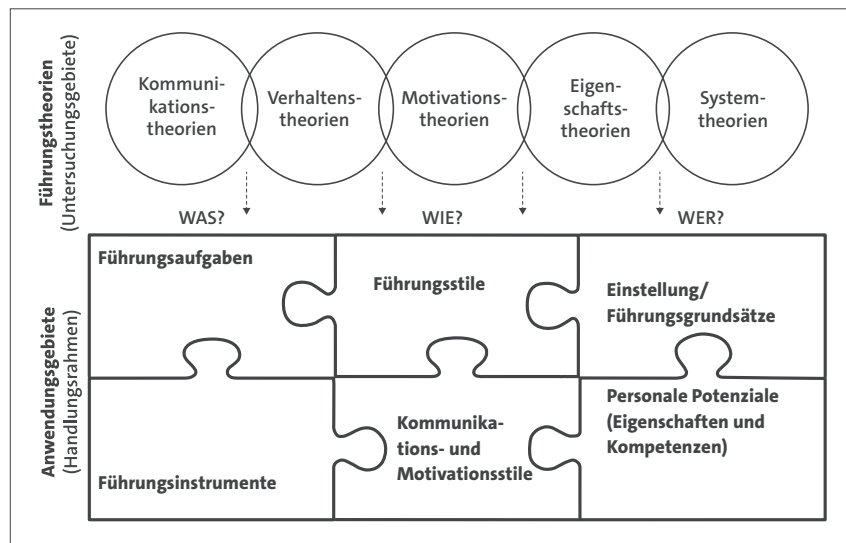 Führungstheorien
(Untersuchungsgebiete)
Kommuni-
kations-
theorien
Verhaltens-
theorien
Motivations-
theorien
Eigen-
schafts-
theorien
System-
theorien
WAS?
WIE?
WER?
Anwendungsgebiete
(Handlungsrahmen)
Führungsaufgaben
Führungsstile
Einstellung/
Führungsgrundsätze
Führungsinstrumente
Kommunika-
tions- und
Motivationsstile
Personale Potenziale
(Eigenschaften und
Kompetenzen)